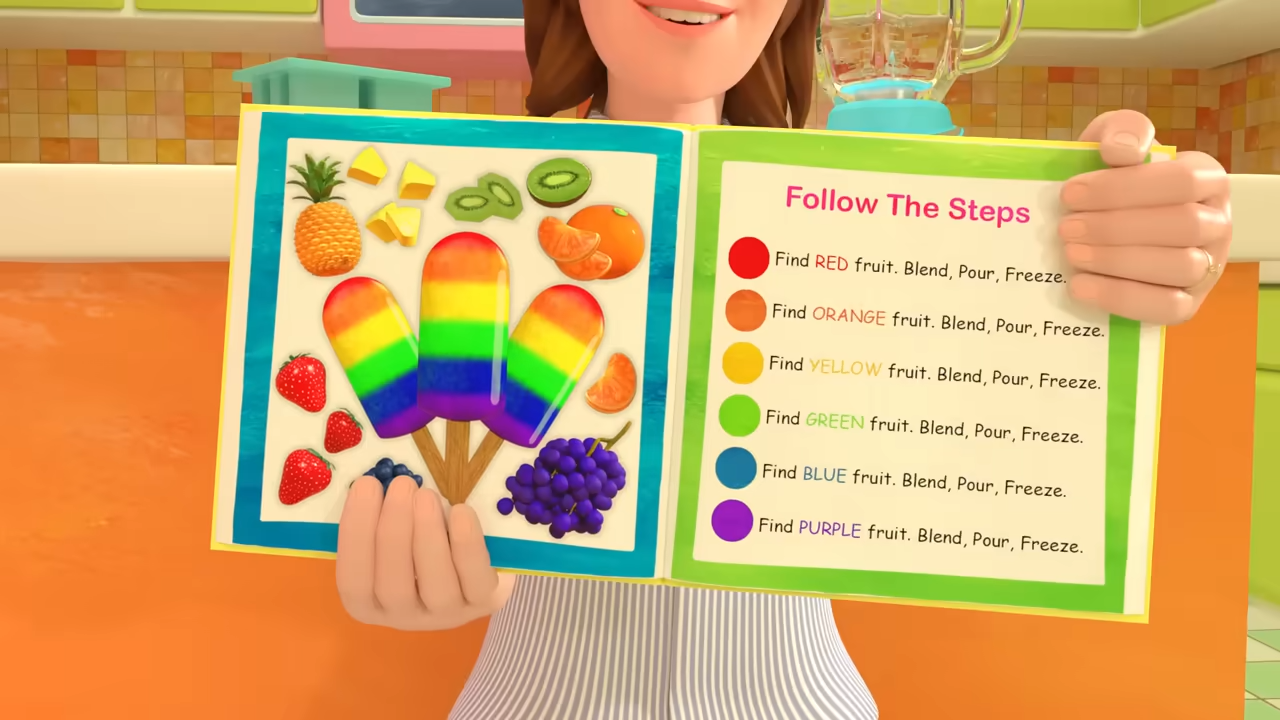 Follow The Steps
Find RED fruit. Blend, Pour, Freeze.
Find ORANGE fruit. Blend, Pour, Freeze.
Find YELLOW fruit. Blend, Pour, Freeze.
Find GREEN fruit. Blend, Pour, Freeze.
Find BLUE fruit. Blend, Pour, Freeze.
Find PURPLE fruit. Blend, Pour, Freeze.